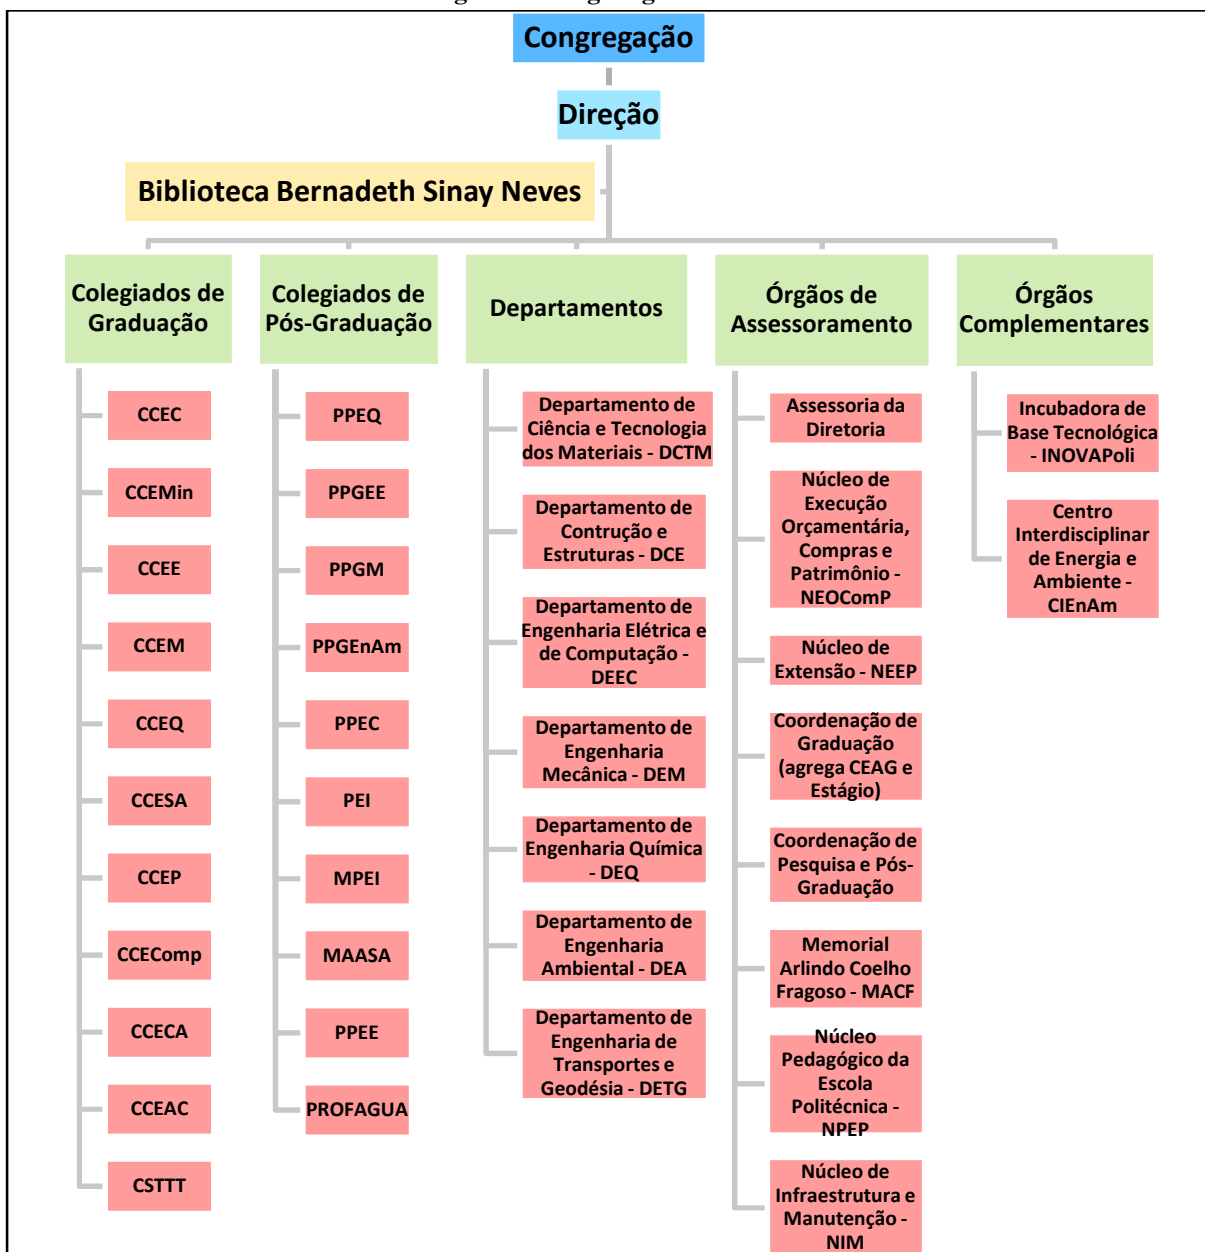 Congregação
Direção
Biblioteca Bernadeth Sinay Neves
Colegiados de
Graduação
CCEC
CCEMin
CCEE
CCEM
CCEQ
CCESA
CCEP
CCEComp
CCECA
CCEAC
CSTTT
Colegiados de
Pós-Graduação
PPEQ
PPGEE
PPGM
PPGEnAm
PPEC
PEI
MPEI
MAASA
PPEE
PROFAGUA
Departamentos
Departamento de
Ciência e Tecnologia
dos Materiais - DCTM
Departamento de
Contrução e
Estruturas - DCE
Departamento de
Engenharia Elétrica e
de Computação -
DEEC
Departamento de
Engenharia
Mecânica - DEM
Departamento de
Engenharia Química
- DEQ
Departamento de
Engenharia
Ambiental - DEA
Departamento de
Engenharia de
Transportes e
Geodésia - DETG
Órgãos de
Assessoramento
Assessoria da
Diretoria
Núcleo de
Execução
Orçamentária,
Compras e
Patrimônio -
NEOComP
Núcleo de
Extensão - NEEP
Coordenação de
Graduação
(agrega CEAG e
Estágio)
Coordenação de
Pesquisa e Pós-
Graduação
Memorial
Arlindo Coelho
Fragoso - MACF
Núcleo
Pedagógico da
Escola
Politécnica -
NPEP
Núcleo de
Infraestrutura e
Manutenção -
NIM
Órgãos
Complementares
Incubadora de
Base Tecnológica
- INOVAPoli
Centro
Interdisciplinar
de Energia e
Ambiente -
CIEnAm